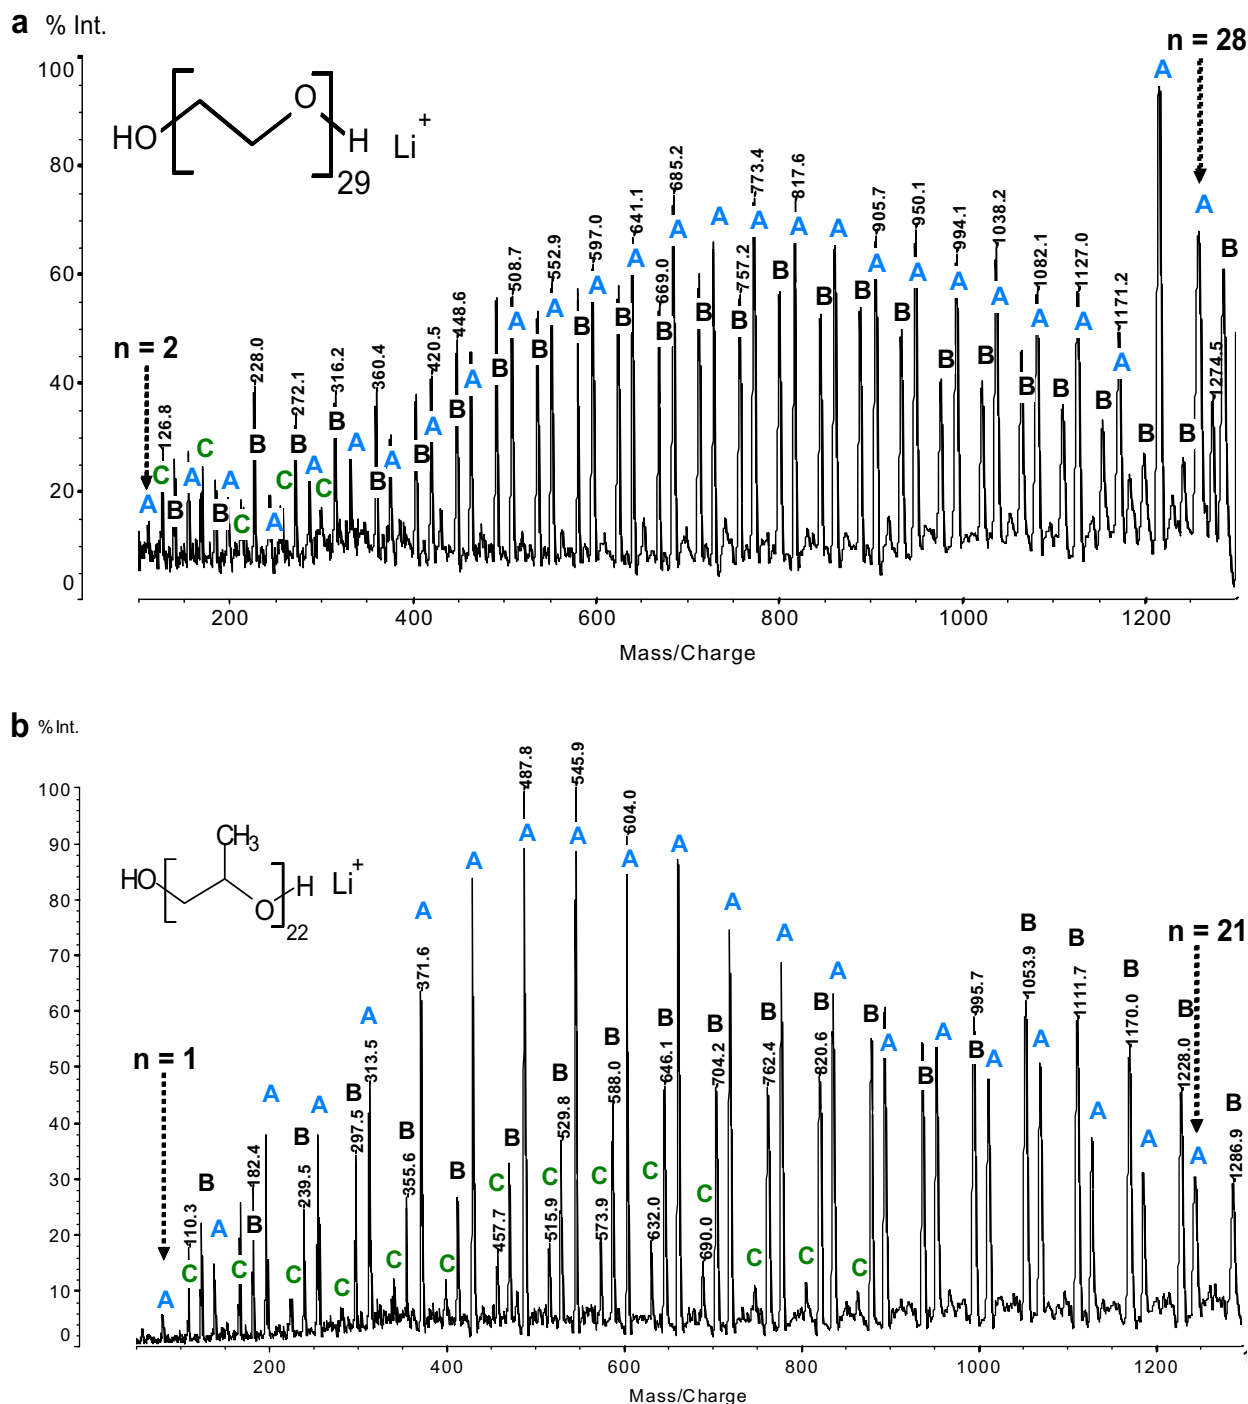 a % Int.
n = 28
A
100
80
60
40
20
0
HO
O
H
Li+
29
n = 2
A
126.8
C
B
A
C
B
A
C
228.0
B
A
C
272.1
B
A
C
316.2
B
A
360.4
B
A
420.5
B
A
448.6
B
A
B
508.7
A
B
552.9
A
B
597.0
A
B
641.1
A
669.0
B
685.2
A
B
A
757.2
B
773.4
A
B
817.6
A
B
A
B
905.7
A
B
950.1
A
B
994.1
A
B
1038.2
A
B
1082.1
A
B
1127.0
A
B
1171.2
A
B
B
A
1274.5
B
200 400 600 800 1000 1200
Mass/Charge
b % Int.
100
90
80
70
60
50
40
30
20
10
0
CH3
HO
O
H
Li+
22
n = 1
A
110.3
C
B
A
C
182.4
B
A
C
239.5
B
A
C
297.5
B
313.5
A
C
355.6
B
371.6
A
C
B
A
457.7
C
B
487.8
A
515.9
C
529.8
B
545.9
A
573.9
C
588.0
B
604.0
A
632.0
C
646.1
B
A
690.0
C
704.2
B
A
C
762.4
B
A
C
820.6
B
A
C
B
A
B
A
995.7
B
A
1053.9
B
A
1111.7
B
A
1170.0
B
A
1228.0
B
n = 21
A
1286.9
B
200 400 600 800 1000 1200
Mass/Charge